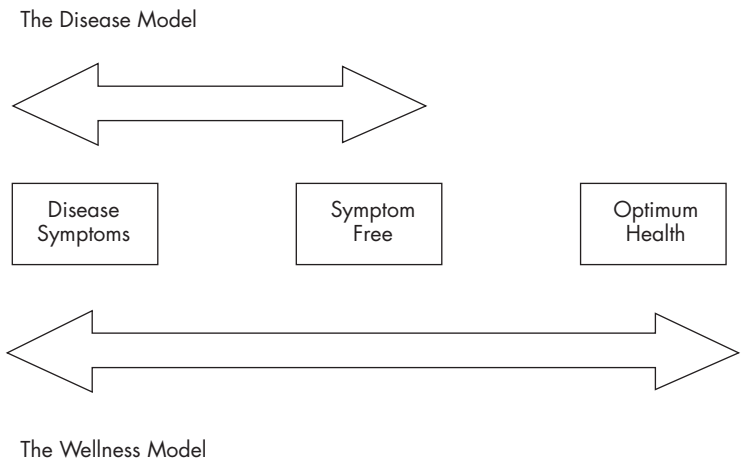 The Disease Model
Disease
Symptoms
Symptom
Free
Optimum
Health
The Wellness Model